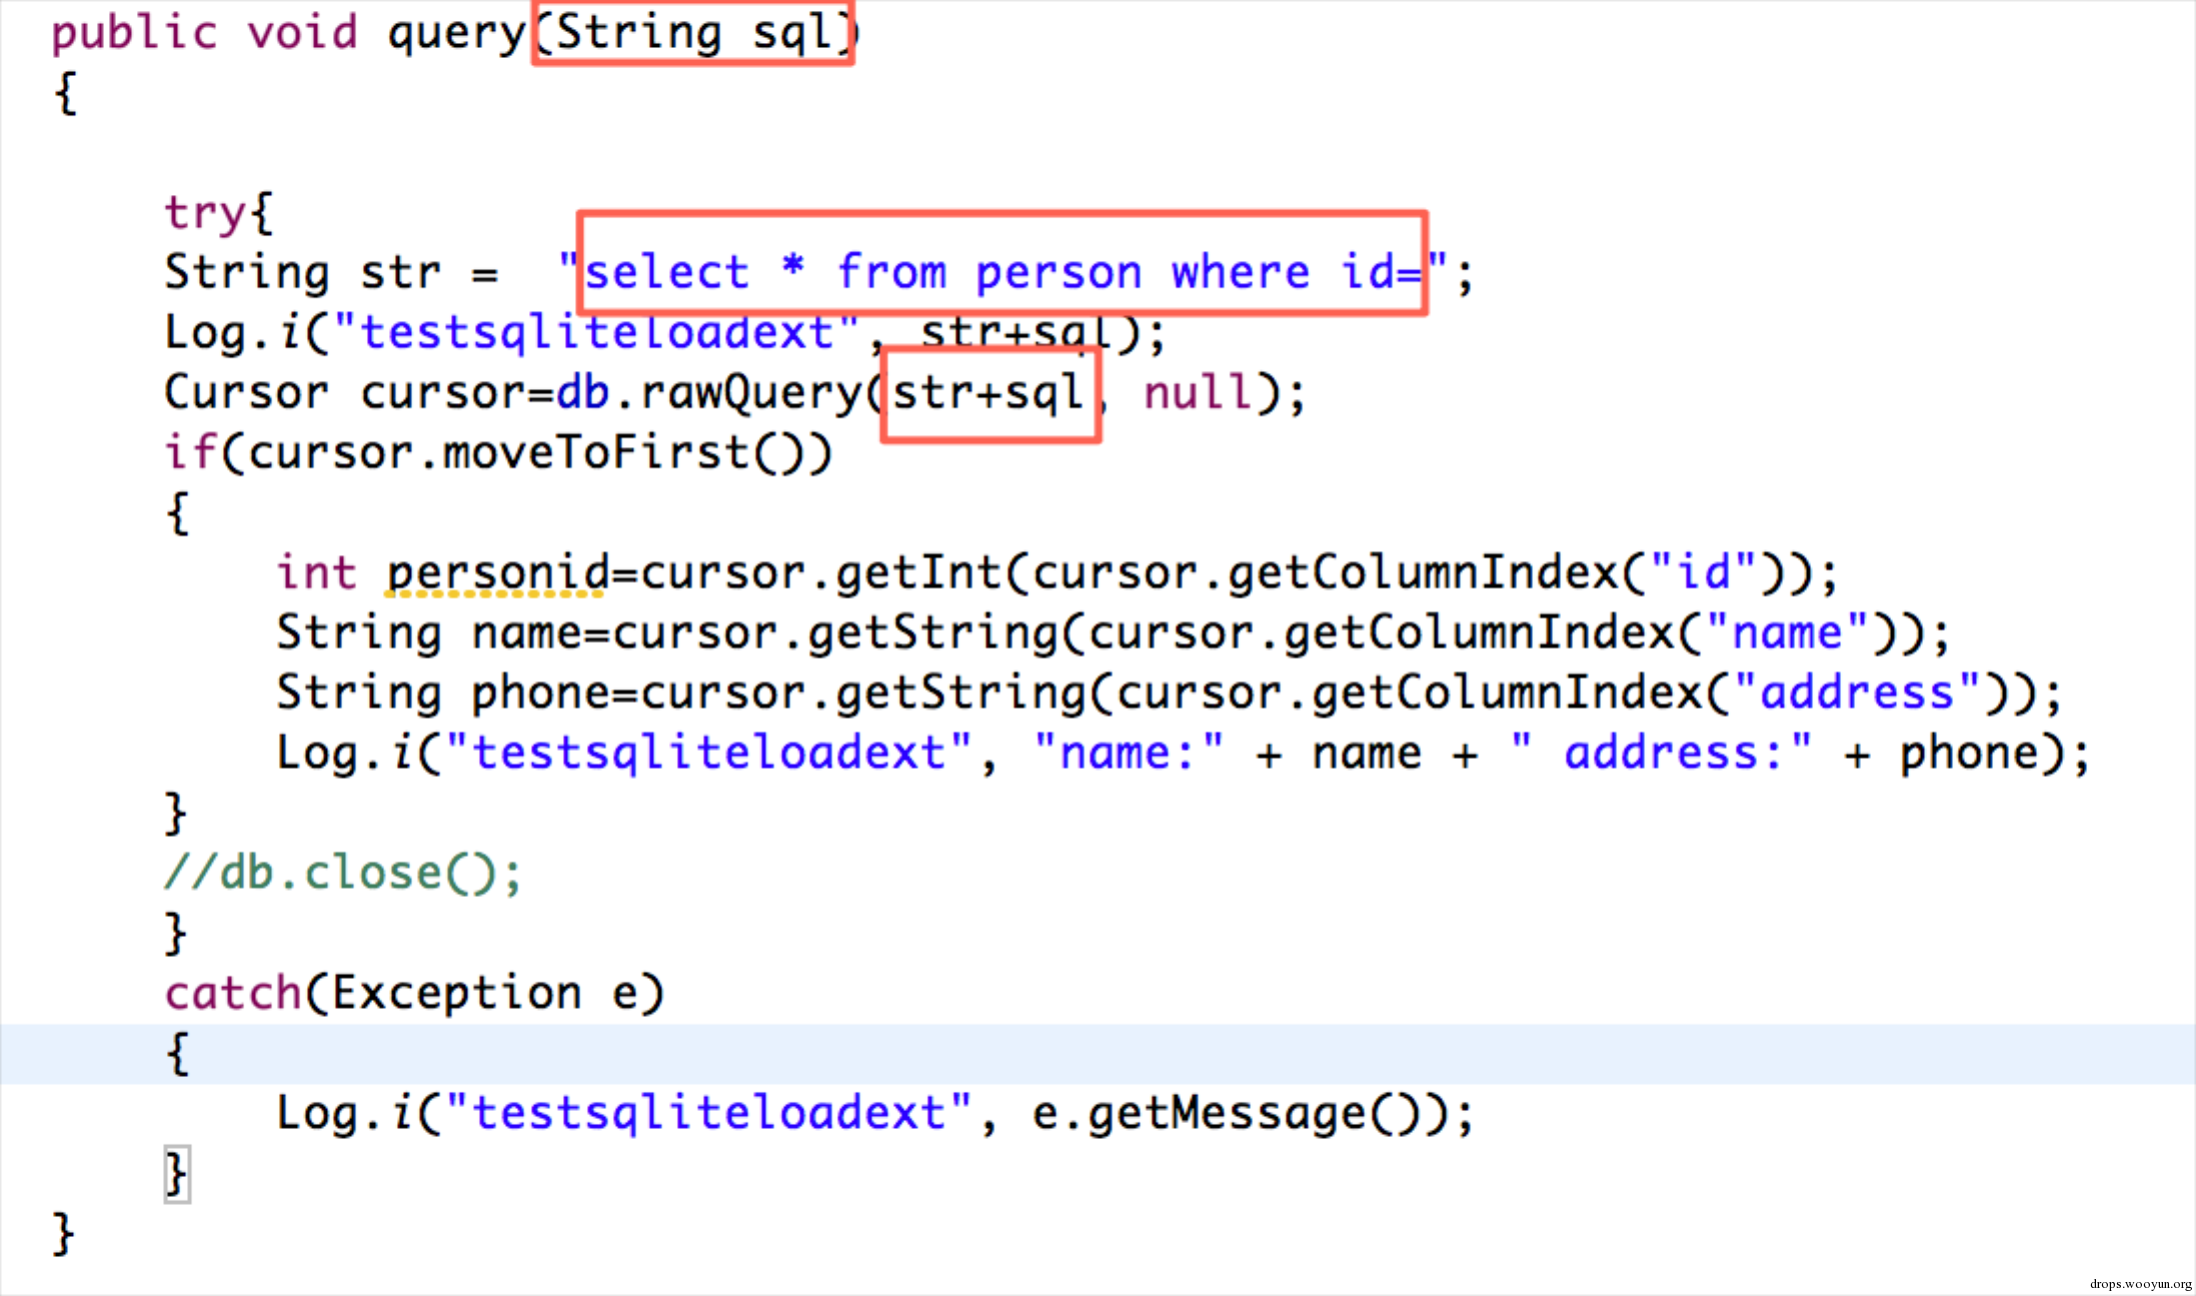 public void query(String sql)
{
try{
String str =  "select * from person where id=";
Log.i("testsqliteloadext", str+sql);
Cursor cursor=db.rawQuery(str+sql, null);
if(cursor.moveToFirst())
{
int personid=cursor.getInt(cursor.getColumnIndex("id"));
String name=cursor.getString(cursor.getColumnIndex("name"));
String phone=cursor.getString(cursor.getColumnIndex("address"));
Log.i("testsqliteloadext", "name:" + name + " address:" + phone);
}
//db.close();
}
catch(Exception e)
{
Log.i("testsqliteloadext", e.getMessage());
}
}
drops.wooyun.org